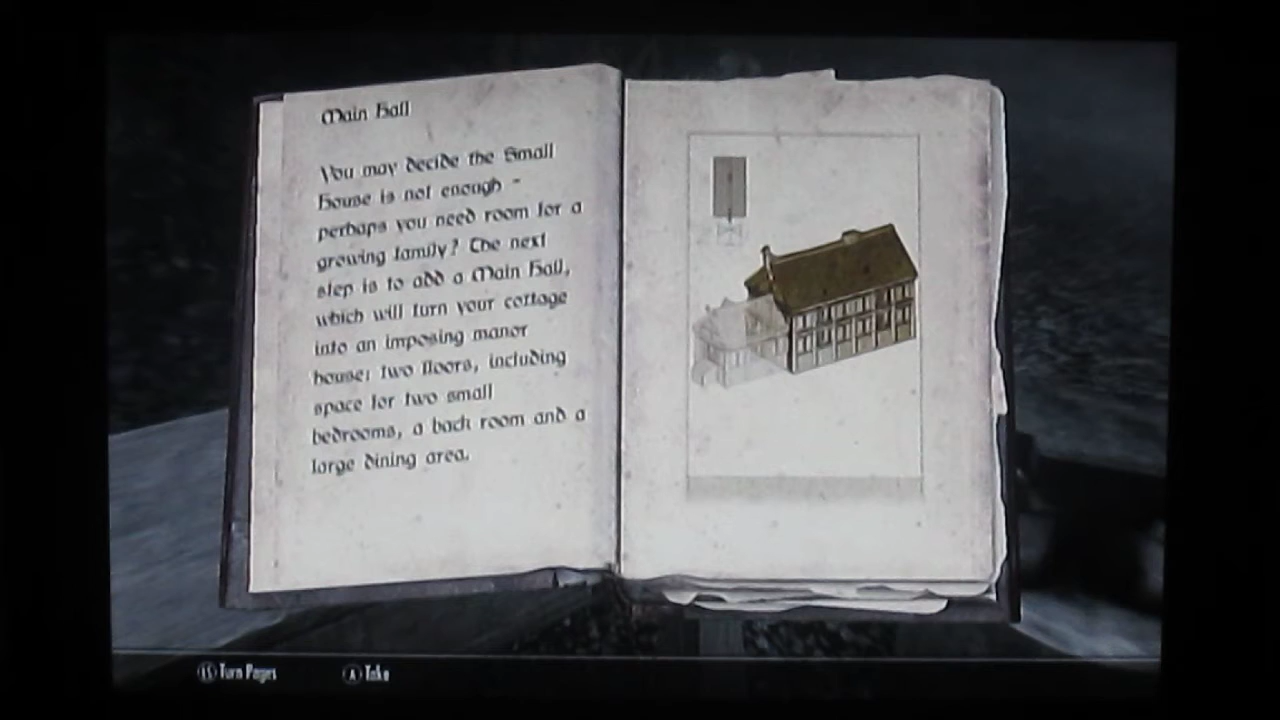 Main Hall
You may decide the Small
House is not enough -
perhaps you need room for a
growing family? The next
step is to add a Main Hall,
which will turn your cottage
into an imposing manor
house: two floors, including
space for two small
bedrooms, a back room and a
large dining area.
LS Turn Pages
A Take